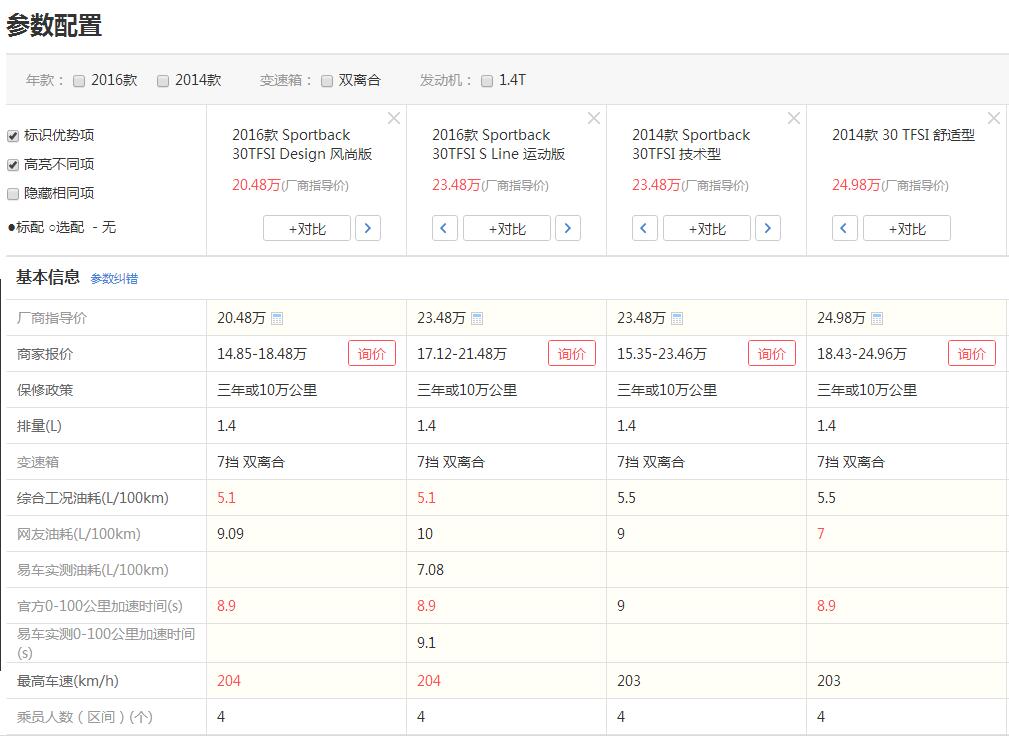 参数配置
年款： 2016款 2014款 变速箱： 双离合 发动机： 1.4T
标识优势项
高亮不同项
隐藏相同项
●标配 ○选配 - 无
2016款 Sportback
30TFSI Design 风尚版
20.48万(厂商指导价)
+对比
2016款 Sportback
30TFSI S Line 运动版
23.48万(厂商指导价)
+对比
2014款 Sportback
30TFSI 技术型
23.48万(厂商指导价)
+对比
2014款 30 TFSI 舒适型
24.98万(厂商指导价)
+对比
基本信息 参数纠错
厂商指导价 20.48万 23.48万 23.48万 24.98万
商家报价 14.85-18.48万 询价 17.12-21.48万 询价 15.35-23.46万 询价 18.43-24.96万 询价
保修政策 三年或10万公里 三年或10万公里 三年或10万公里 三年或10万公里
排量(L) 1.4 1.4 1.4 1.4
变速箱 7挡 双离合 7挡 双离合 7挡 双离合 7挡 双离合
综合工况油耗(L/100km) 5.1 5.1 5.5 5.5
网友油耗(L/100km) 9.09 10 9 7
易车实测油耗(L/100km) 7.08
官方0-100公里加速时间(s) 8.9 8.9 9 8.9
易车实测0-100公里加速时间
(s) 9.1
最高车速(km/h) 204 204 203 203
乘员人数（区间）(个) 4 4 4 4